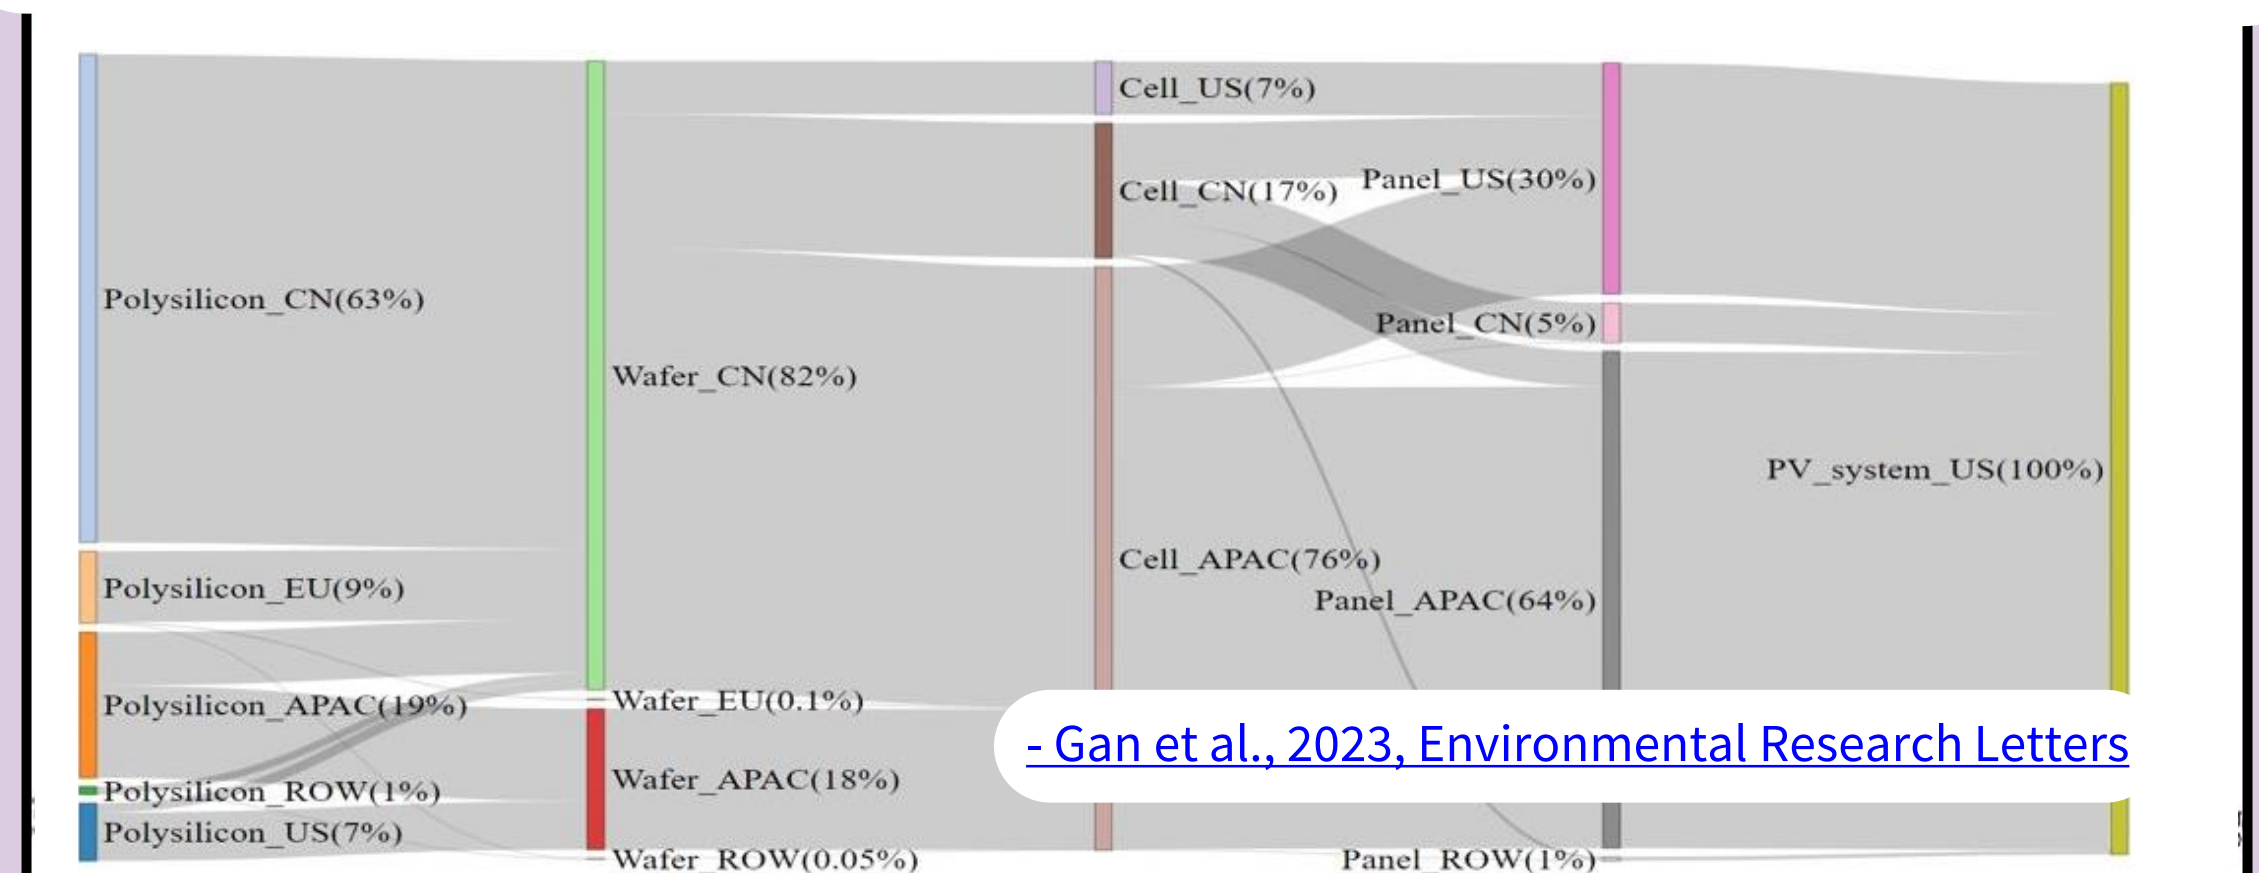 Cell_US(7%)
Cell_CN(17%)
Panel_US(30%)
Polysilicon_CN(63%)
Panel_CN(5%)
Wafer_CN(82%)
PV_system_US(100%)
Cell_APAC(76%)
Polysilicon_EU(9%)
Panel_APAC(64%)
Polysilicon_APAC(19%)
Wafer_EU(0.1%)
- Gan et al., 2023, Environmental Research Letters
Wafer_APAC(18%)
Polysilicon_ROW(1%)
Polysilicon_US(7%)
Wafer_ROW(0.05%)
Panel_ROW(1%)